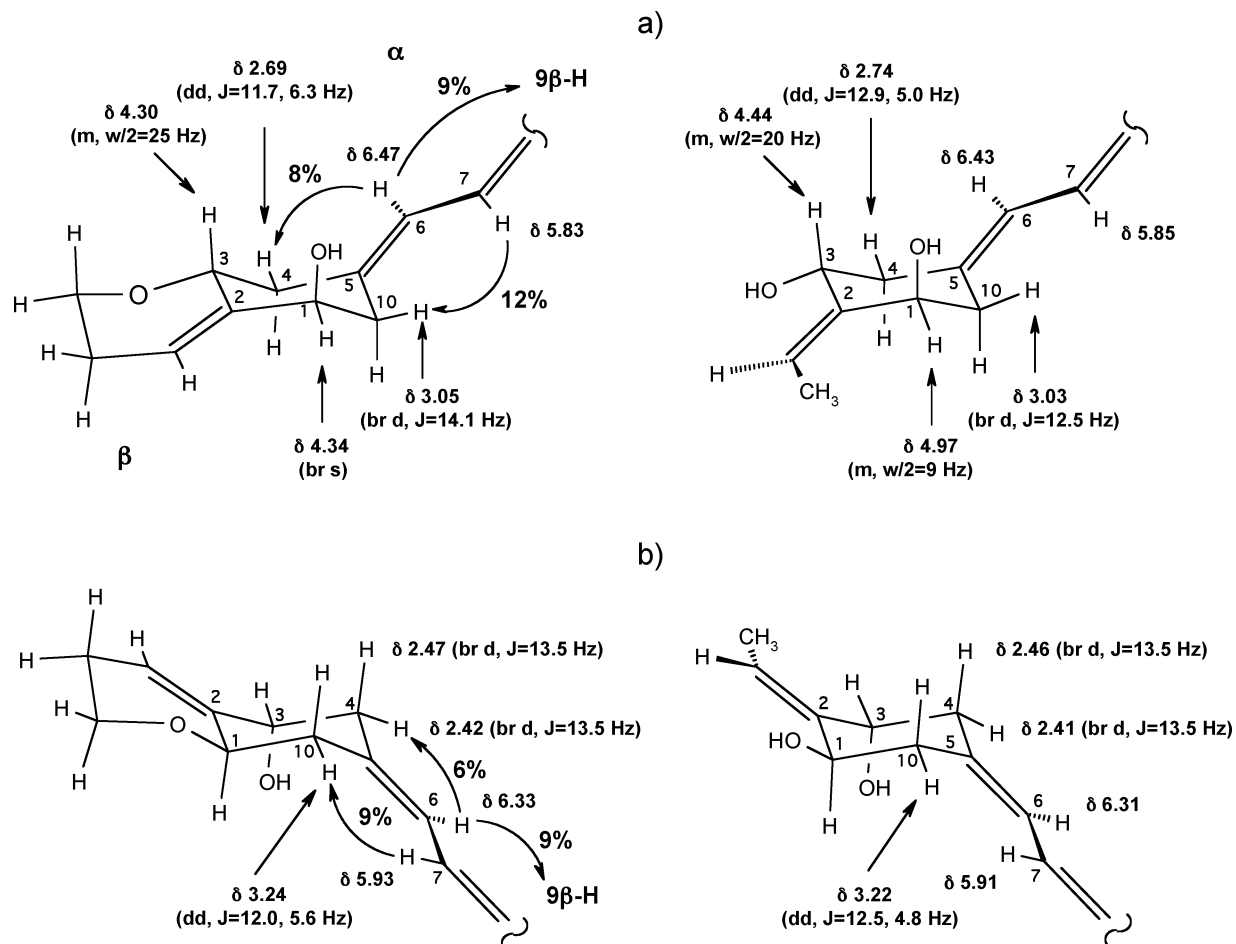 a)
α
δ 2.69
(dd, J=11.7, 6.3 Hz)
9%
9β-H
δ 4.30
(m, w/2=25 Hz)
δ 6.47
8%
H
7
H
H
6
H
δ 5.83
H
OH
3
H
4
5
H
O
2
1
10
H
12%
H
H
H
H
H
H
δ 3.05
(br d, J=14.1 Hz)
δ 4.34
(br s)
β
δ 2.74
(dd, J=12.9, 5.0 Hz)
δ 4.44
(m, w/2=20 Hz)
δ 6.43
7
H
H
H
6
δ 5.85
H
OH
3
4
HO
5
10
H
2
1
H
H
H
H
CH3
δ 3.03
(br d, J=12.5 Hz)
δ 4.97
(m, w/2=9 Hz)
b)
H
H
H
δ 2.47 (br d, J=13.5 Hz)
H
H
2
H
3
4
H
H
O
1
δ 2.42 (br d, J=13.5 Hz)
10
H
OH
H
6%
H
6
δ 6.33
9%
H
H
9%
7
δ 5.93
9β-H
δ 3.24
(dd, J=12.0, 5.6 Hz)
CH3
H
H
δ 2.46 (br d, J=13.5 Hz)
H
H
2
3
4
H
δ 2.41 (br d, J=13.5 Hz)
HO
1
5
10
OH
H
6
δ 6.31
H
H
H
7
δ 5.91
δ 3.22
(dd, J=12.5, 4.8 Hz)